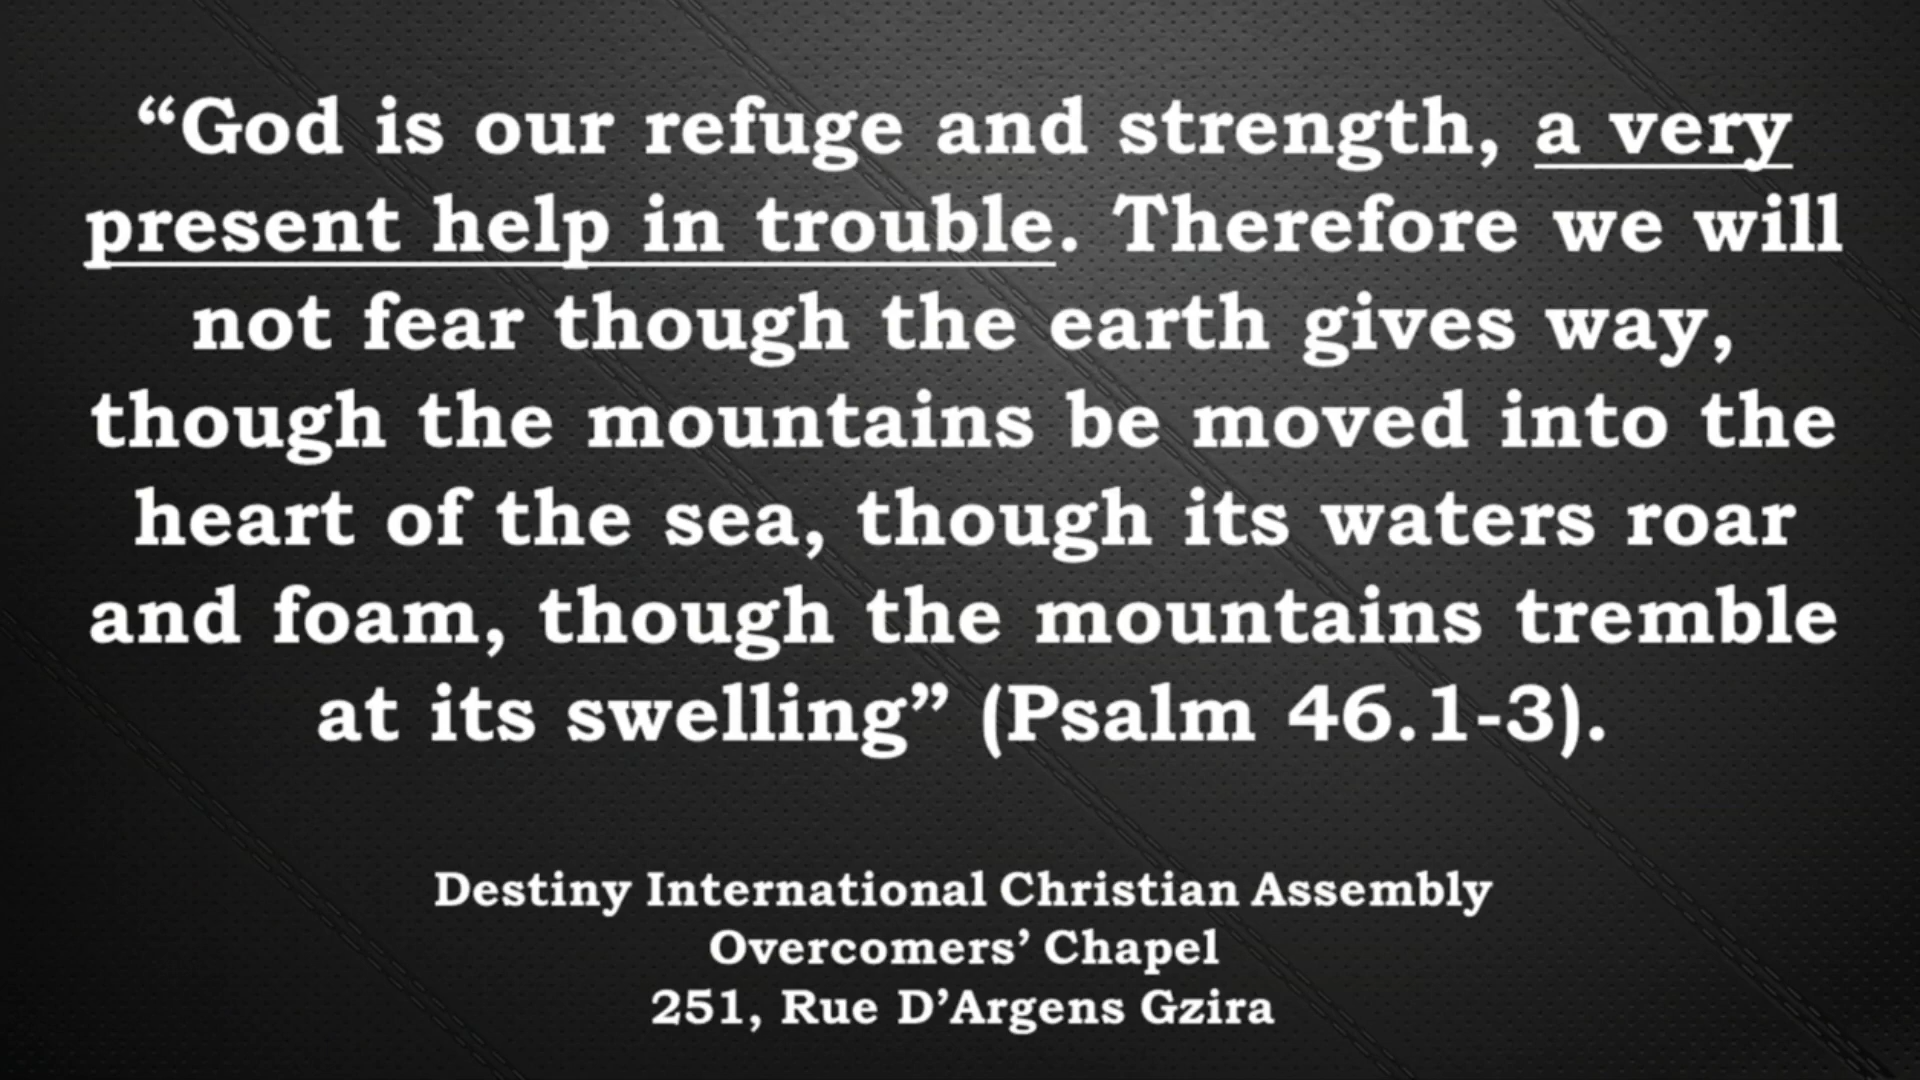 “God is our refuge and strength, a very
present help in trouble. Therefore we will
not fear though the earth gives way,
though the mountains be moved into the
heart of the sea, though its waters roar
and foam, though the mountains tremble
at its swelling” (Psalm 46.1-3).
Destiny International Christian Assembly
Overcomers’ Chapel
251, Rue D’Argens Gzira